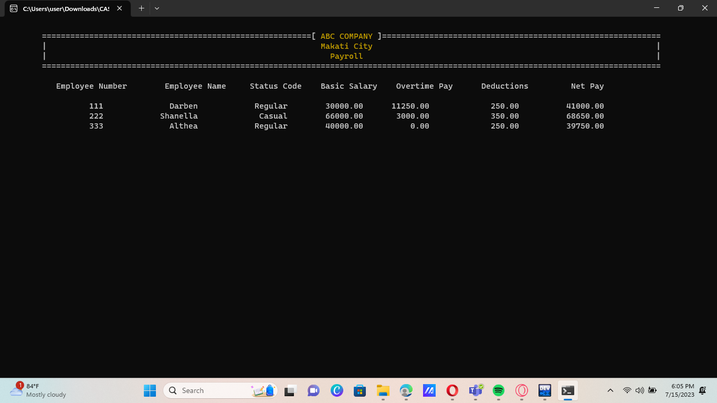 C:\Users\user\Downloads\CAS
[ ABC COMPANY ]
Makati City
Payroll
Employee Number Employee Name Status Code Basic Salary Overtime Pay Deductions Net Pay
111 Darben Regular 30000.00 11250.00 250.00 41000.00
222 Shanella Casual 66000.00 3000.00 350.00 68650.00
333 Althea Regular 40000.00 0.00 250.00 39750.00
1
84°F
Mostly cloudy
Search
6:05 PM
7/15/2023